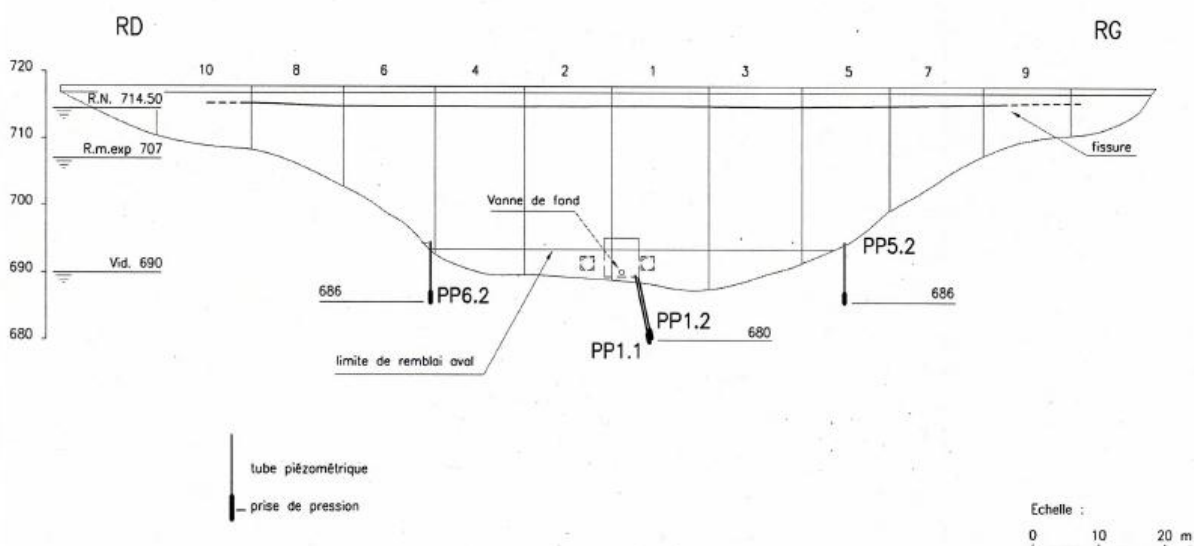 RD
RG
10 8 6 4 2 1 3 5 7 9
720
R.N. 714.50
710
R.m.exp 707
fissure
700
Vanne de fond
PP5.2
690
Vid. 690
686
PP6.2
686
PP1.2
680
680
PP1.1
limite de remblai aval
tube piézométrique
prise de pression
Echelle :
0 10 20 m